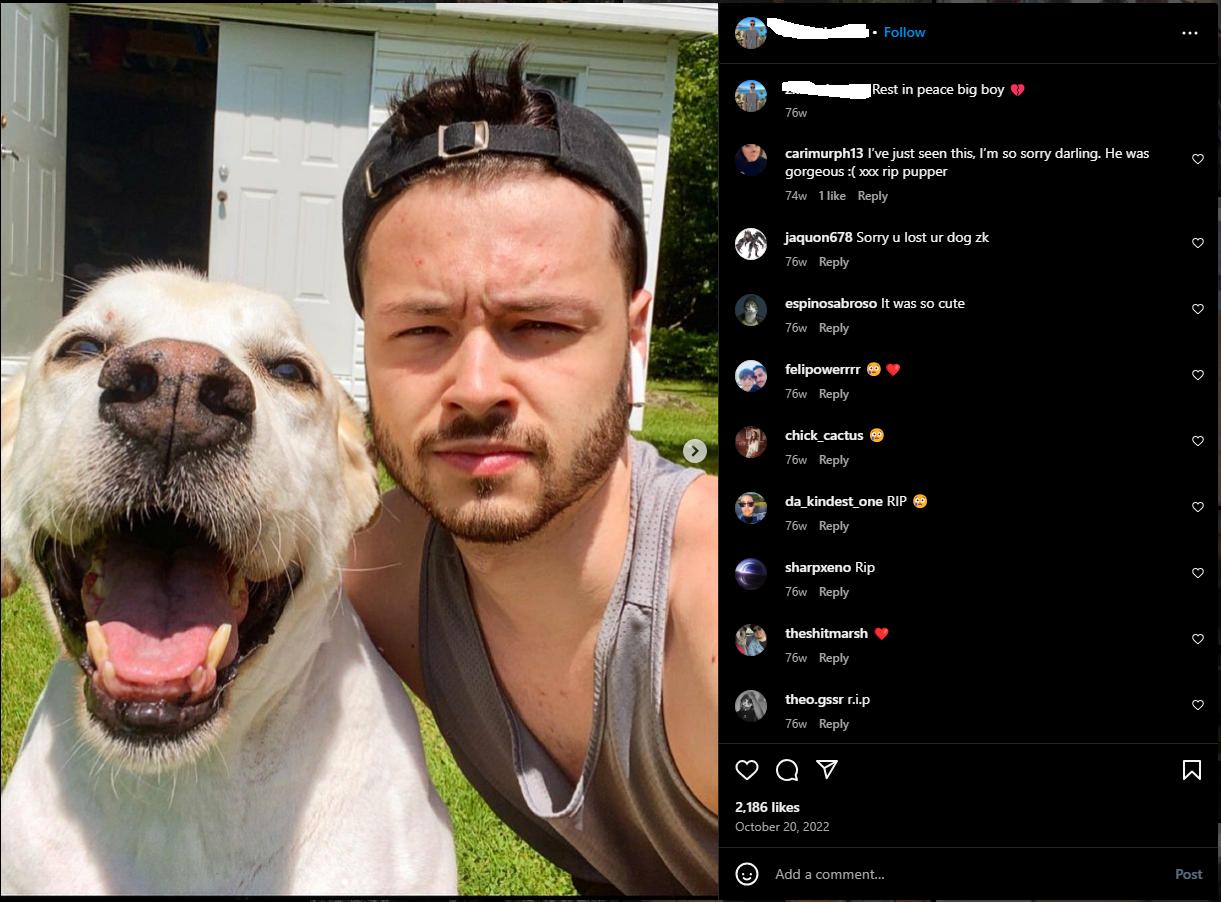 • Follow
Rest in peace big boy 💔
76w
carimurph13 I've just seen this, I'm so sorry darling. He was
gorgeous :( xxx rip pupper
74w 1 like Reply
jaquon678 Sorry u lost ur dog zk
76w Reply
espinosabroso It was so cute
76w Reply
felipowerrrr 😳 ❤️
76w Reply
chick_cactus 😳
76w Reply
da_kindest_one RIP 😳
76w Reply
sharpxeno Rip
76w Reply
theshitmarsh ❤️
76w Reply
theo.gssr r.i.p
76w Reply
2,186 likes
October 20, 2022
Add a comment...
Post